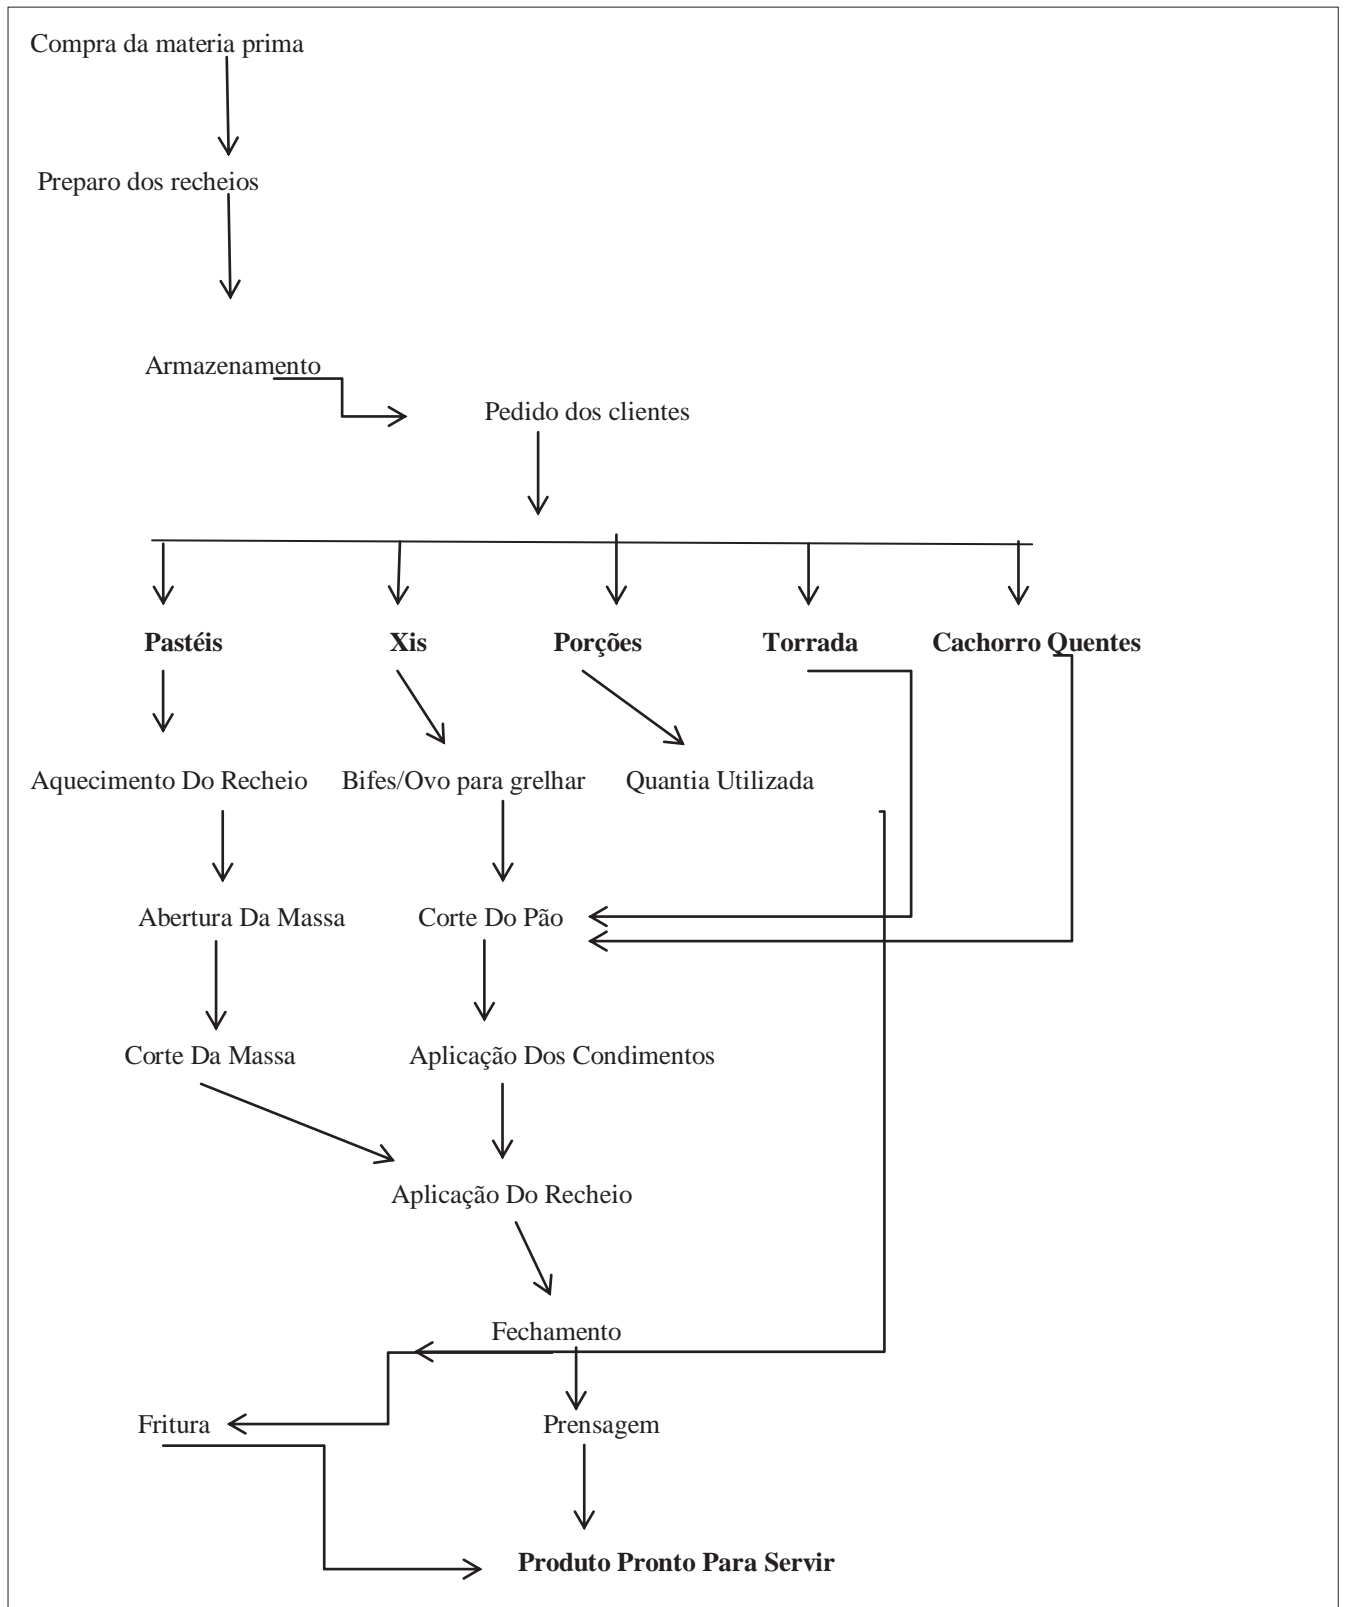 Compra da materia prima
Preparo dos recheios
Armazenamento
Pedido dos clientes
Pastéis Xis Porções Torrada Cachorro Quentes
Aquecimento Do Recheio Bifes/Ovo para grelhar Quantia Utilizada
Abertura Da Massa Corte Do Pão
Corte Da Massa Aplicação Dos Condimentos
Aplicação Do Recheio
Fechamento
Fritura Prensagem
Produto Pronto Para Servir